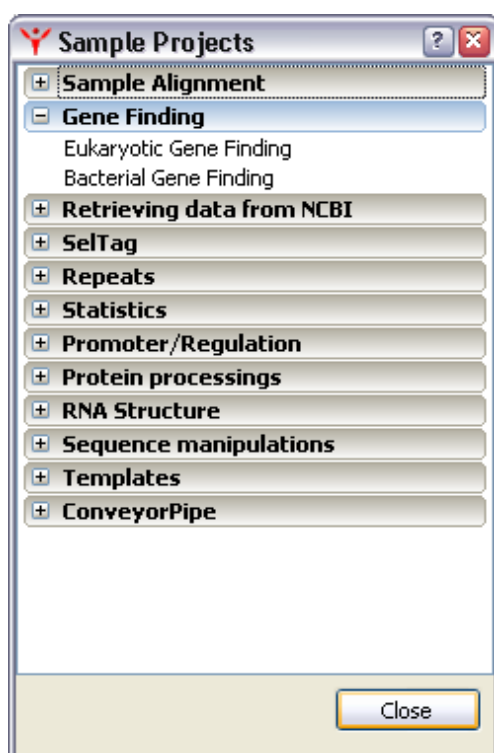 Sample Projects
Sample Alignment
Gene Finding
Eukaryotic Gene Finding
Bacterial Gene Finding
Retrieving data from NCBI
SelTag
Repeats
Statistics
Promoter/Regulation
Protein processings
RNA Structure
Sequence manipulations
Templates
ConveyorPipe
Close